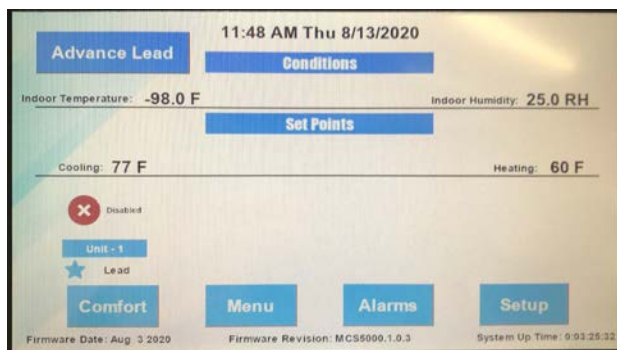 11:48 AM Thu 8/13/2020
Advance Lead
Conditions
Indoor Temperature: -98.0 F
Indoor Humidity: 25.0 RH
Set Points
Cooling: 77 F
Heating: 60 F
Disabled
Unit - 1
Lead
Comfort
Menu
Alarms
Setup
Firmware Date: Aug 3 2020
Firmware Revision: MCS5000.1.0.3
System Up Time: 0:03:25:32